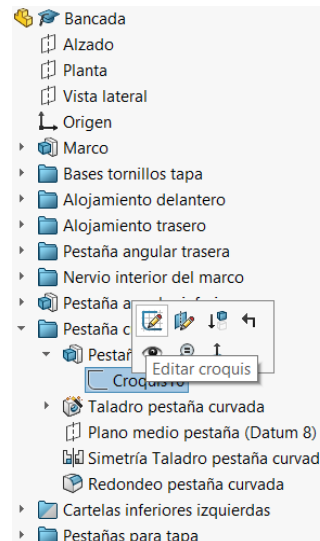 Bancada
Alzado
Planta
Vista lateral
Origen
Marco
Bases tornillos tapa
Alojamiento delantero
Alojamiento trasero
Pestaña angular trasera
Nervio interior del marco
Pestaña
Pestaña c
Pestañ
Editar croquis
Taladro pestaña curvada
Plano medio pestaña (Datum 8)
Simetría Taladro pestaña curvad
Redondeo pestaña curvada
Cartelas inferiores izquierdas
Pestañas para tapa